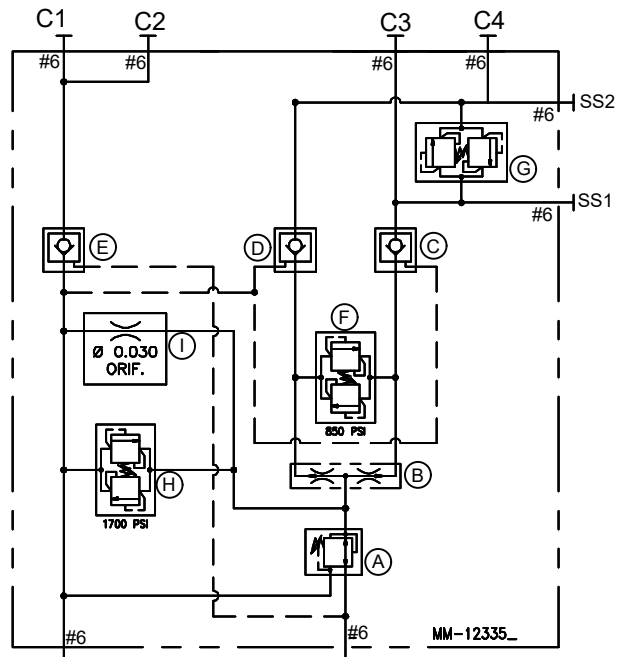 C1 C2 C3 C4
#6 #6 #6 #6
#6 SS2
G
#6 SS1
E D C
F
Ø 0.030
ORIF.
I
850 PSI
H
B
1700 PSI
A
#6 #6 MM-12335_